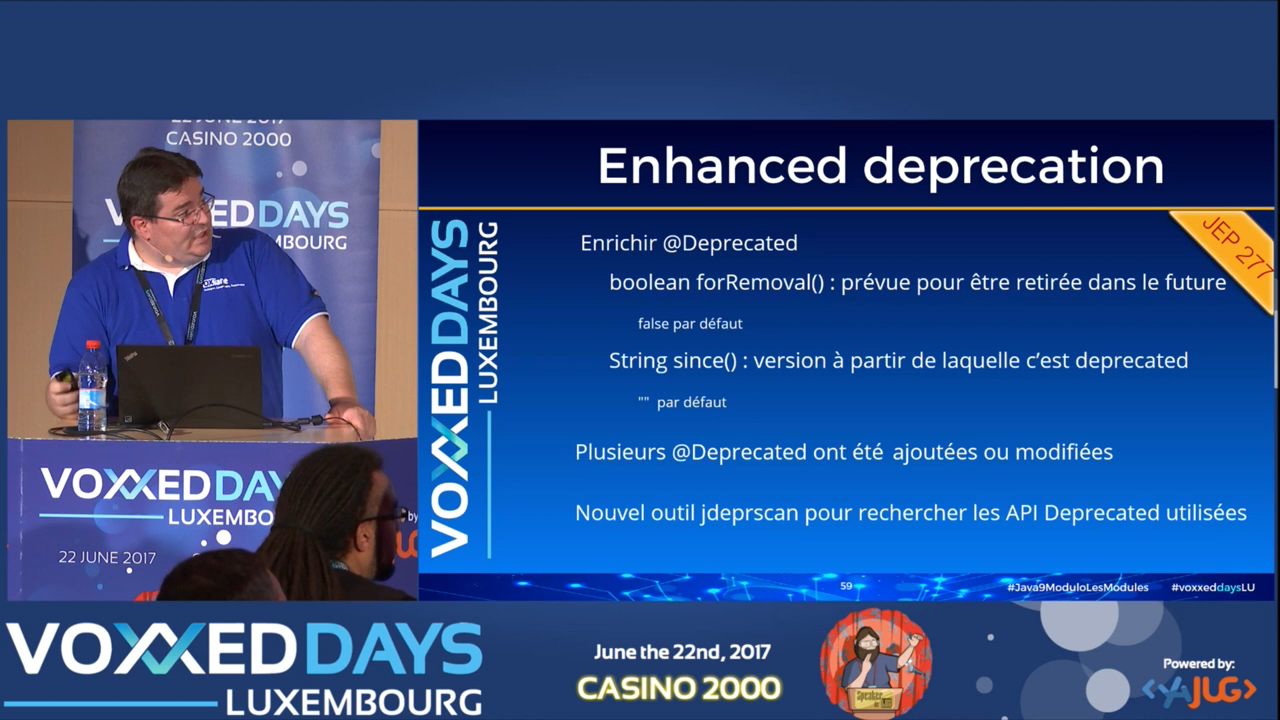 22 JUNE 2017
CASINO 2000
VOXXED DAYS
LUXEMBOURG
VOXXED DAYS
LUXEMBO
22 JUNE 2017
by
Enhanced deprecation
JEP 277
VOXXED DAYS
LUXEMBOURG
Enrichir @Deprecated
boolean forRemoval() : prévue pour être retirée dans le future
false par défaut
String since() : version à partir de laquelle c’est deprecated
"" par défaut
Plusieurs @Deprecated ont été ajoutées ou modifiées
Nouvel outil jdeprscan pour rechercher les API Deprecated utilisées
59
#Java9ModuloLesModules
#voxxeddaysLU
VOXXED DAYS
LUXEMBOURG
June the 22nd, 2017
CASINO 2000
Powered by:
<YAJUG>